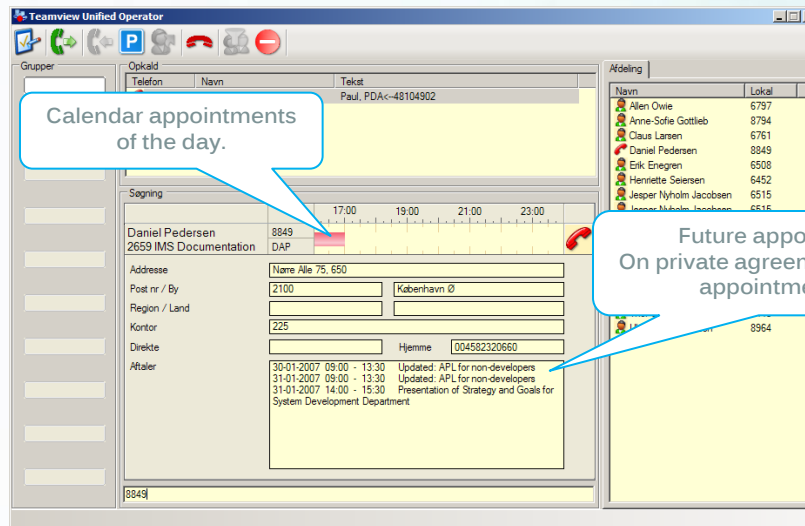 Teamview Unified Operator
Grupper
Opkald
Telefon Navn Tekst
Paul, PDA<--48104902
Calendar appointments
of the day.
Søgning
17:00 19:00 21:00 23:00
Daniel Pedersen 8849
2659 IMS Documentation DAP
Addresse Nørre Alle 75, 650
Post nr / By 2100 København Ø
Region / Land
Kontor 225
Direkte Hjemme 004582320660
Aftaler 30-01-2007 09:00 - 13:30 Updated: APL for non-developers
31-01-2007 09:00 - 13:30 Updated: APL for non-developers
31-01-2007 14:00 - 15:30 Presentation of Strategy and Goals for
System Development Department
8849
Afdeling
Navn Lokal
Allen Owie 6797
Anne-Sofie Gottlieb 8794
Claus Larsen 6761
Daniel Pedersen 8849
Erik Enegren 6508
Henriette Seiersen 6452
Jesper Nyholm Jacobsen 6515
Jesper Nyholm Jacobsen 6515
Future appo
On private agreen
appointme
8964